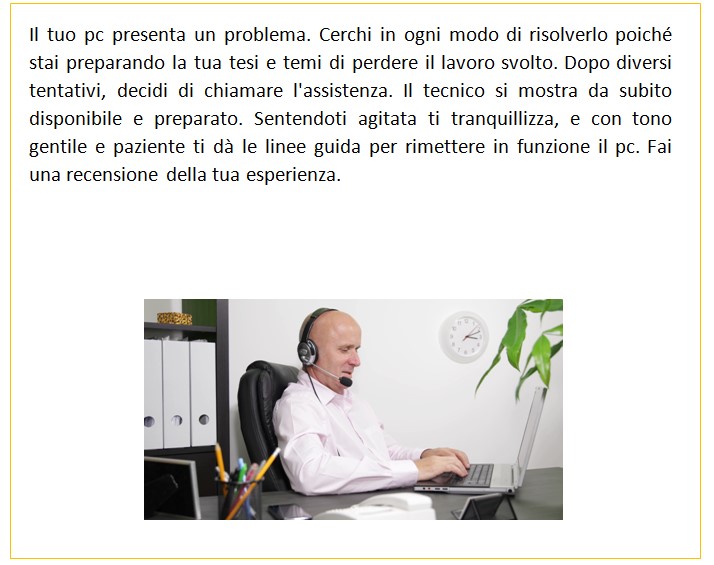 Il tuo pc presenta un problema. Cerchi in ogni modo di risolverlo poiché
stai preparando la tua tesi e temi di perdere il lavoro svolto. Dopo diversi
tentativi, decidi di chiamare l'assistenza. Il tecnico si mostra da subito
disponibile e preparato. Sentendoti agitata ti tranquillizza, e con tono
gentile e paziente ti dà le linee guida per rimettere in funzione il pc. Fai
una recensione della tua esperienza.